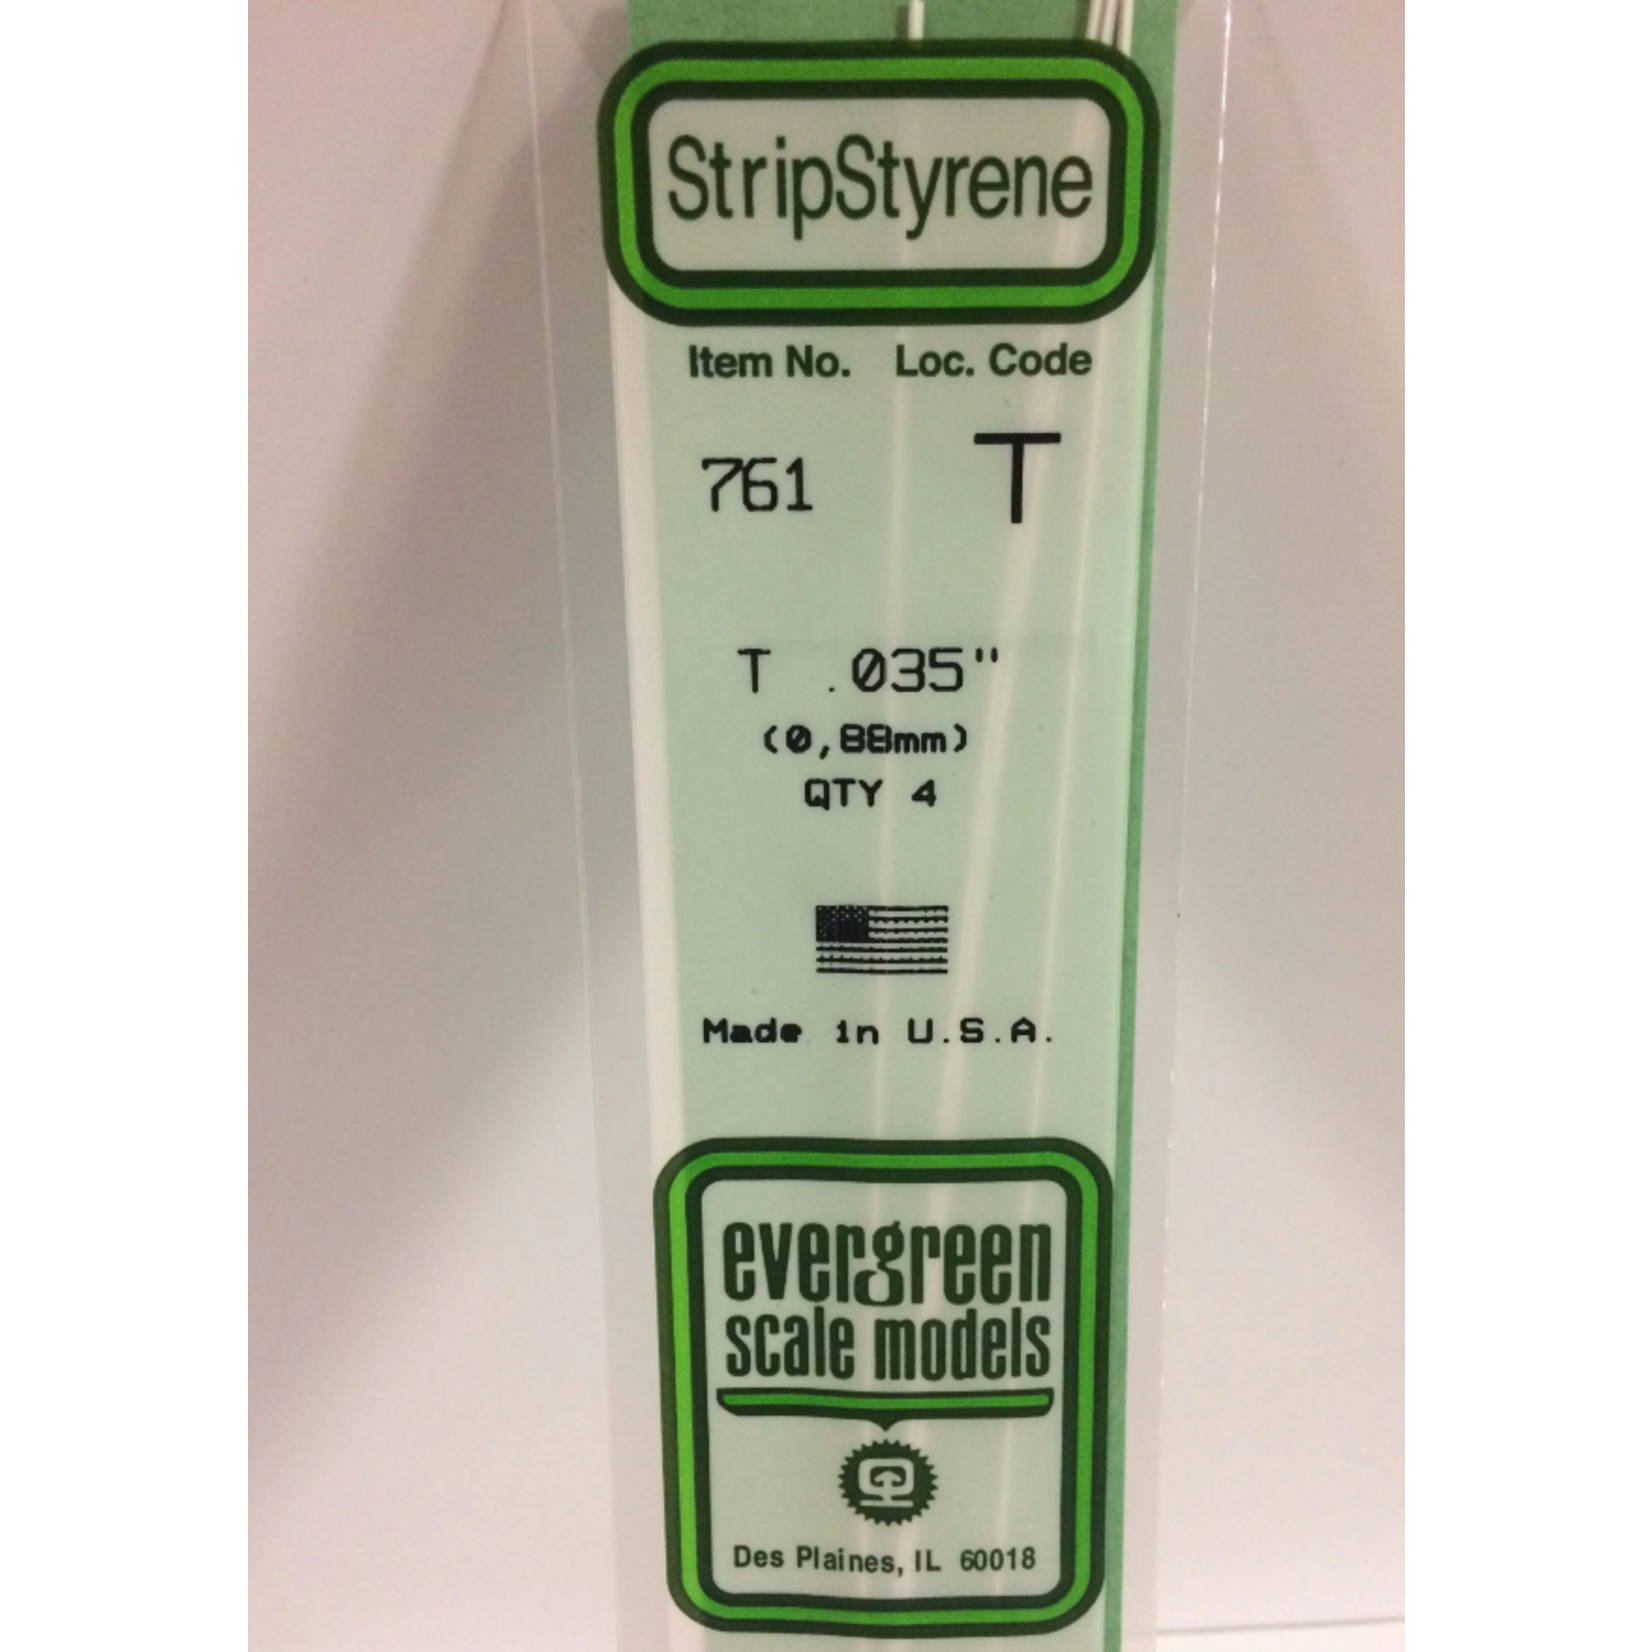 StripStyrene
Item No. Loc. Code
761 T
T .035"
(0,88mm)
QTY 4
Made in U.S.A.
evergreen
scale models
Des Plaines, IL 60018